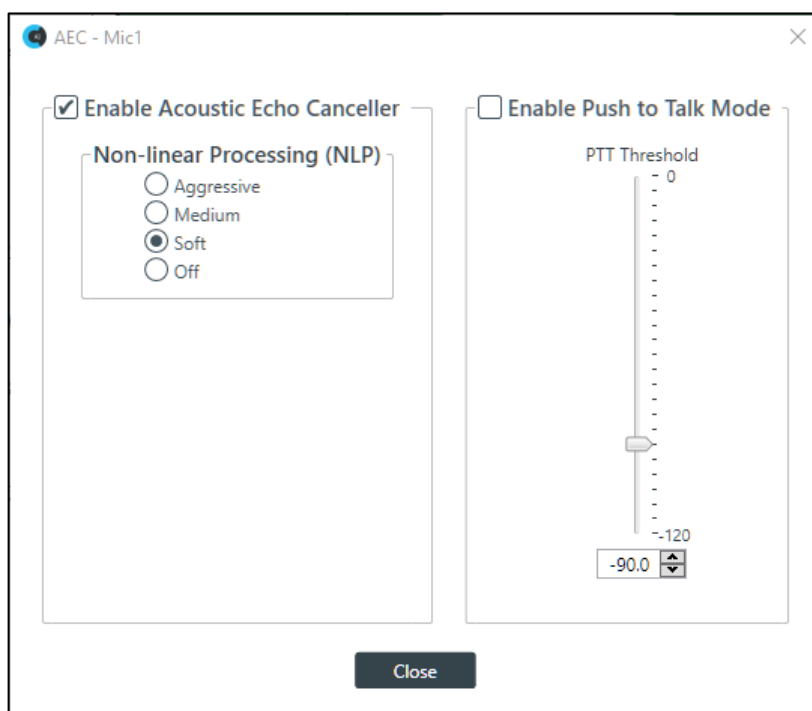 AEC - Mic1
Enable Acoustic Echo Canceller
Non-linear Processing (NLP)
Aggressive
Medium
Soft
Off
Enable Push to Talk Mode
PTT Threshold
0
-120
-90.0
Close